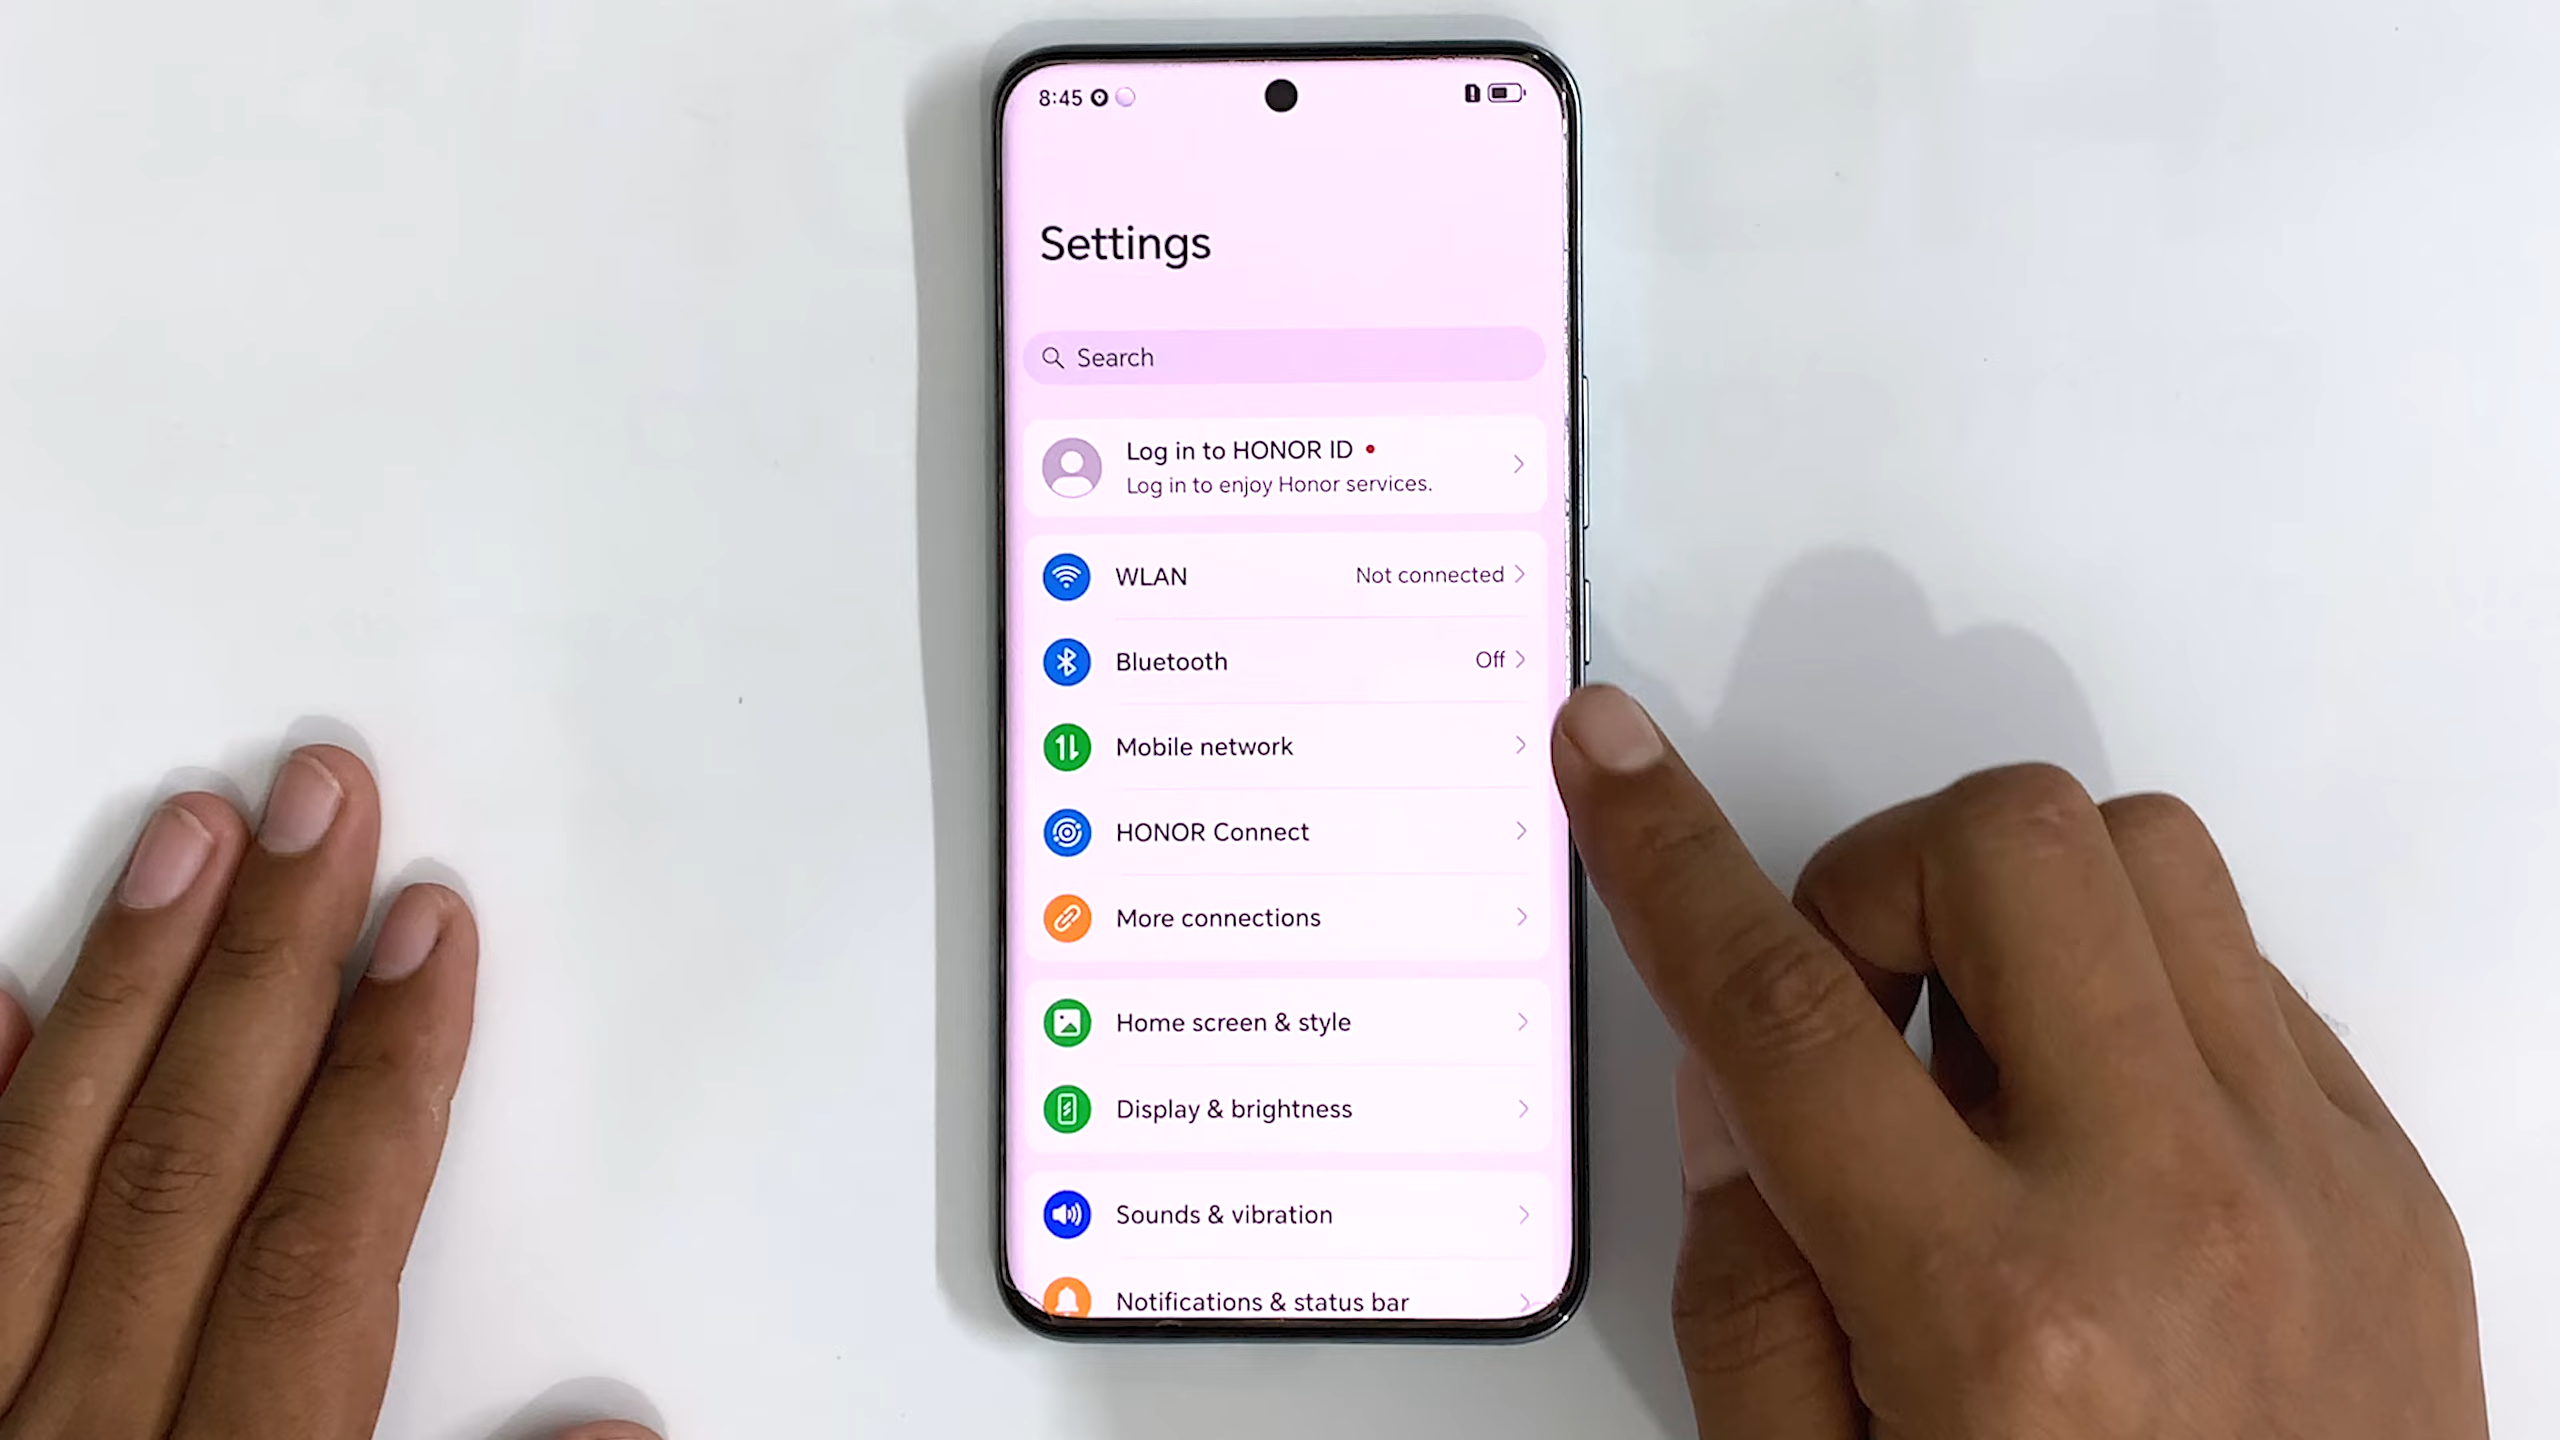 8:45
Settings
Search
Log in to HONOR ID
Log in to enjoy Honor services.
WLAN Not connected
Bluetooth Off
Mobile network
HONOR Connect
More connections
Home screen & style
Display & brightness
Sounds & vibration
Notifications & status bar